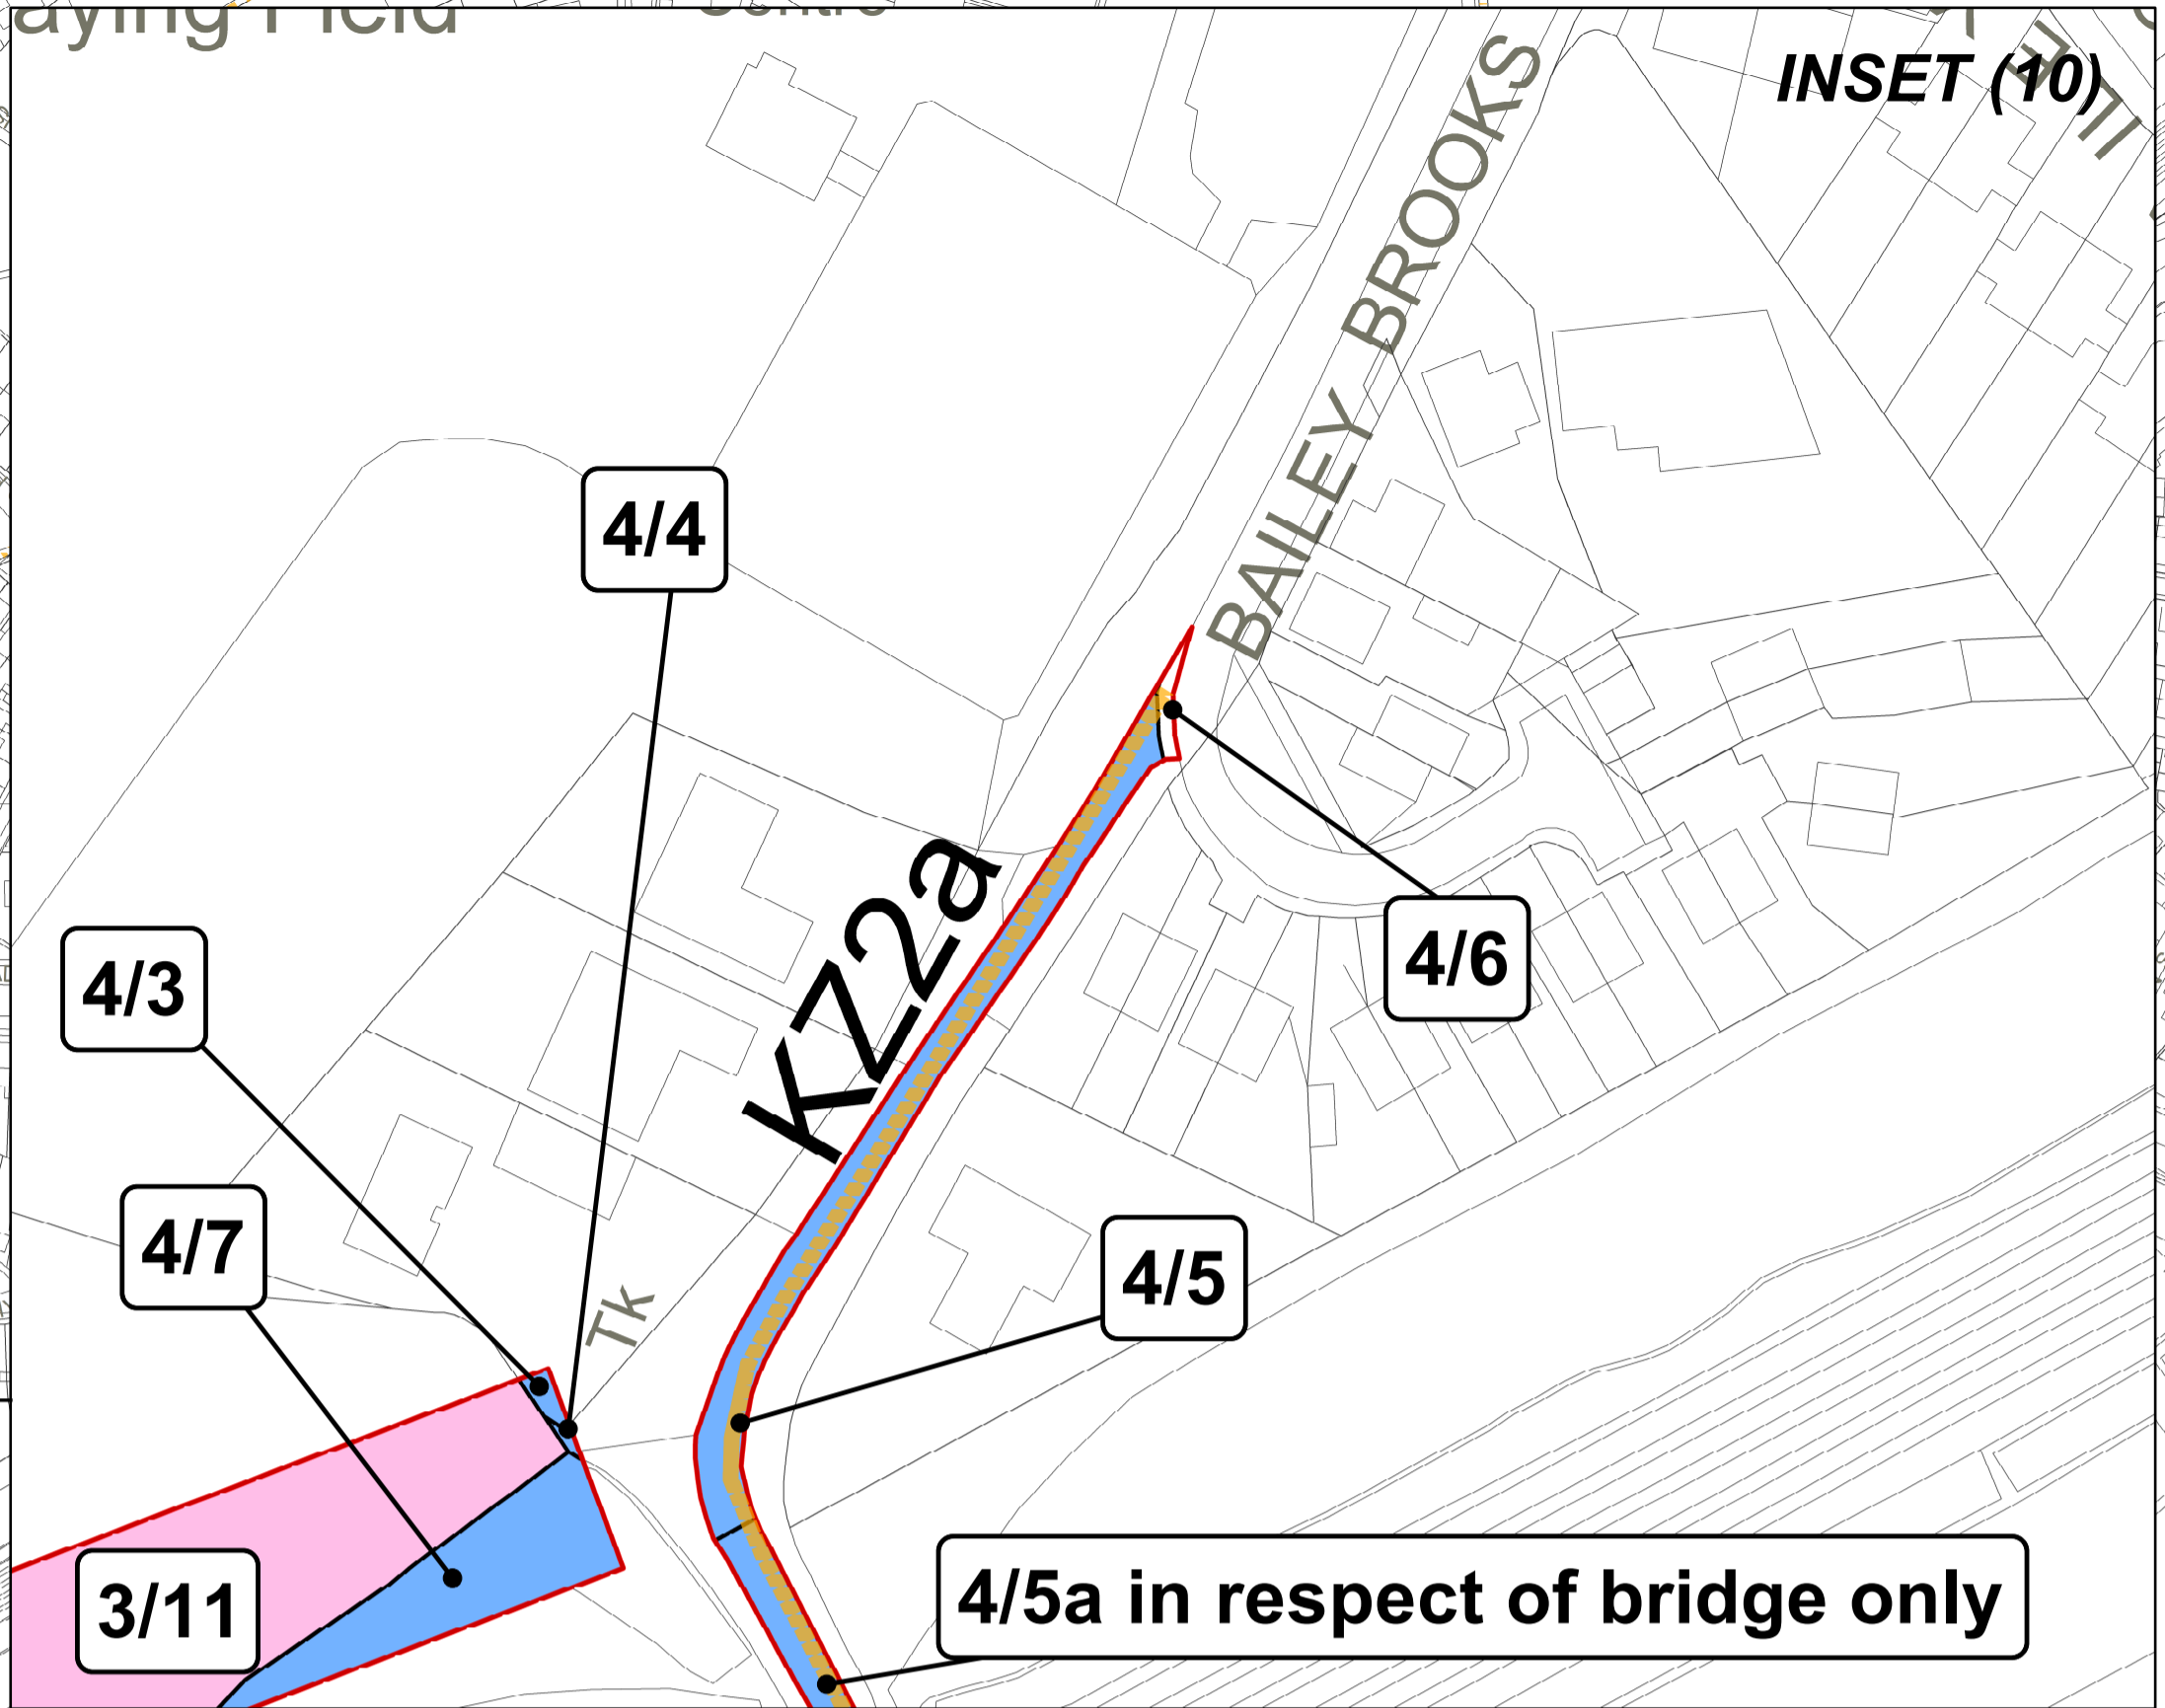 INSET (10)
BAILEY BROOKS
4/4
K2a
4/3
4/6
4/7
4/5
Tk
3/11
4/5a in respect of bridge only